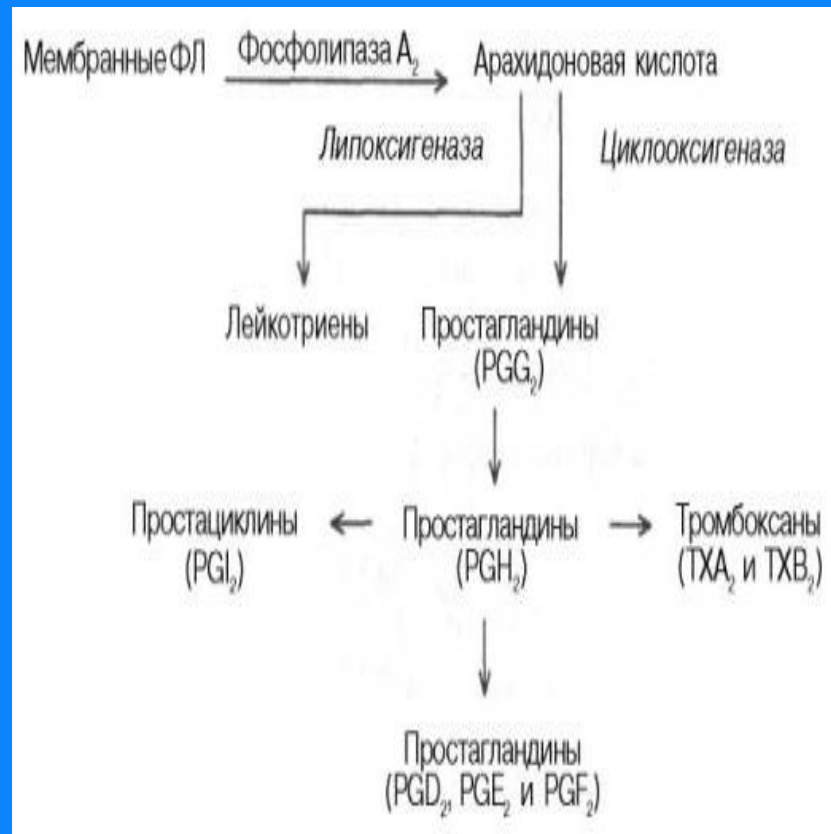 Мембранные ФЛ Фосфолипаза A₂ Арахидоновая кислота
Липоксигеназа Циклооксигеназа
Лейкотриены Простагландины
(PGG₂)
Простациклины Простагландины Тромбоксаны
(PGI₂) (PGH₂) (TXA₂ и TXB₂)
Простагландины
(PGD₂, PGE₂ и PGF₂)